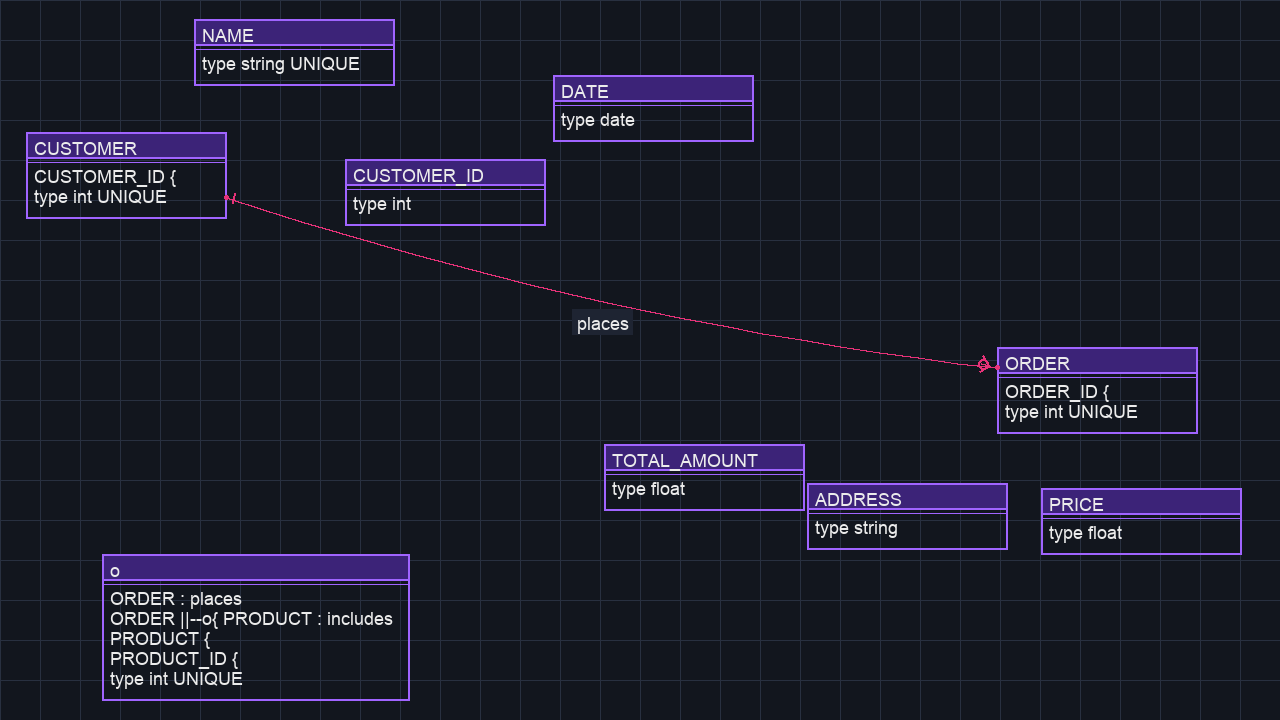 NAME
type string UNIQUE
DATE
type date
CUSTOMER
CUSTOMER_ID {
type int UNIQUE
CUSTOMER_ID
type int
places
ORDER
ORDER_ID {
type int UNIQUE
TOTAL_AMOUNT
type float
ADDRESS
type string
PRICE
type float
o
ORDER : places
ORDER ||--o{ PRODUCT : includes
PRODUCT {
PRODUCT_ID {
type int UNIQUE